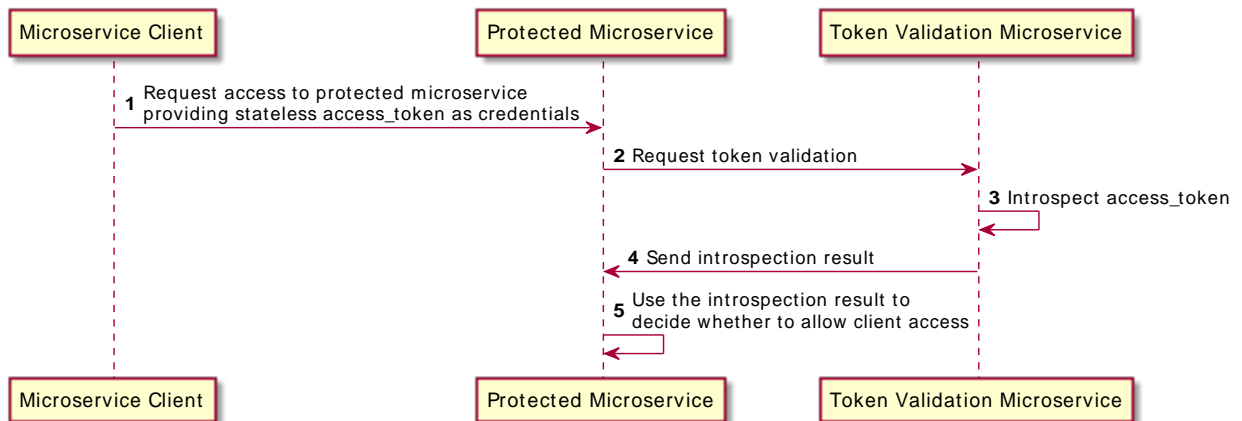 Microservice Client
Protected Microservice
Token Validation Microservice
1 Request access to protected microservice
providing stateless access_token as credentials
2 Request token validation
3 Introspect access_token
4 Send introspection result
5 Use the introspection result to
decide whether to allow client access
Microservice Client
Protected Microservice
Token Validation Microservice